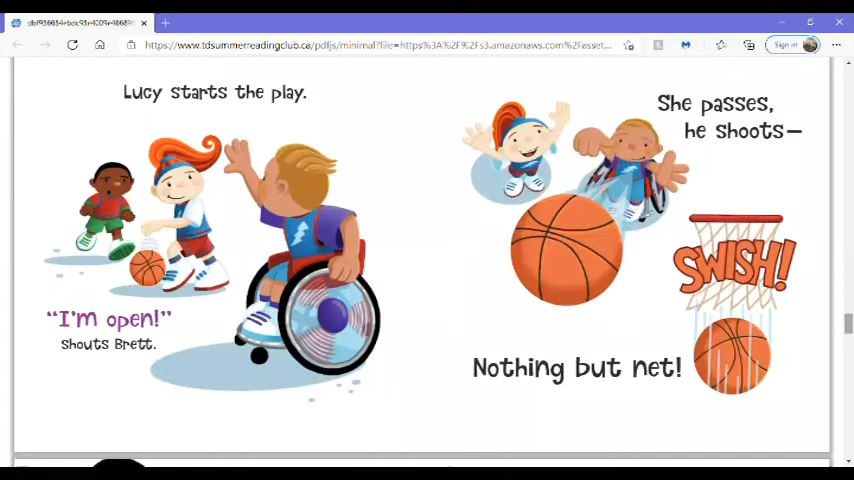 https://www.tdsummerreadingclub.ca/pdfjs/minimal?file=https%3A%2F%2Fs3.amazonaws.com%2Fasset...
Sign in
Lucy starts the play.
"I'm open!"
shouts Brett.
She passes,
he shoots—
SWISH!
Nothing but net!